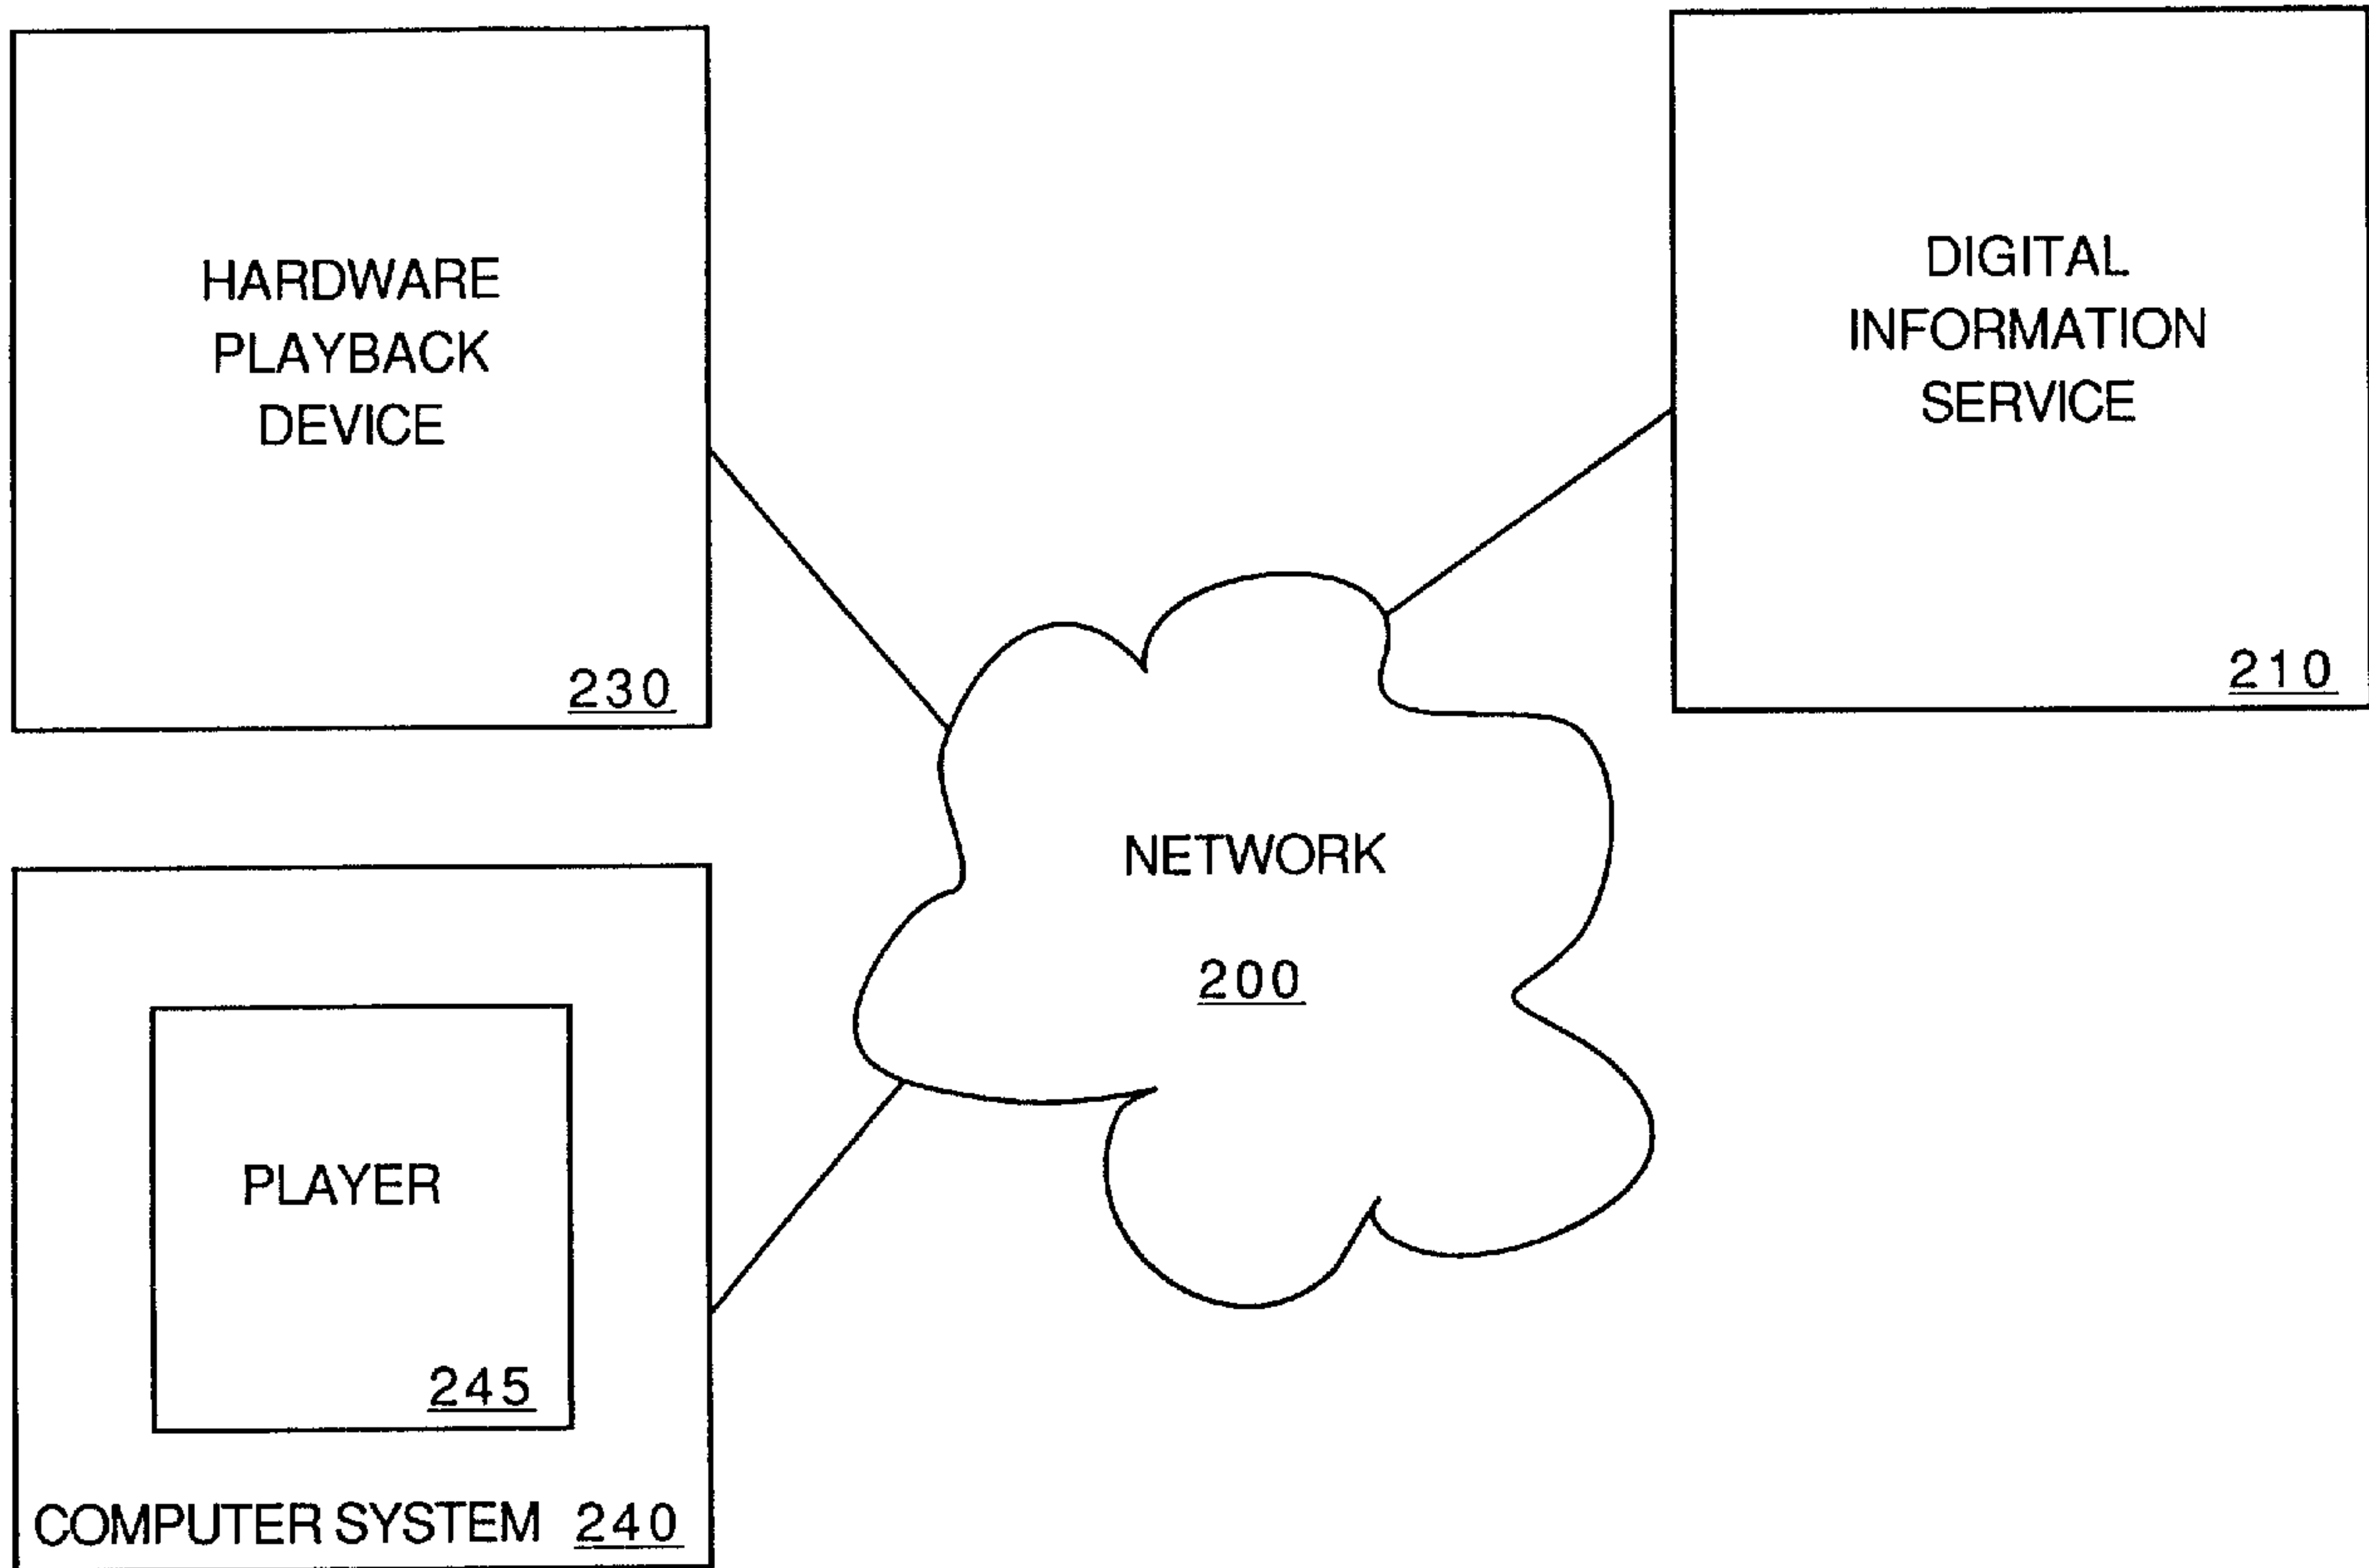 HARDWARE
PLAYBACK
DEVICE
230
DIGITAL
INFORMATION
SERVICE
210
NETWORK
200
PLAYER
245
COMPUTER SYSTEM 240